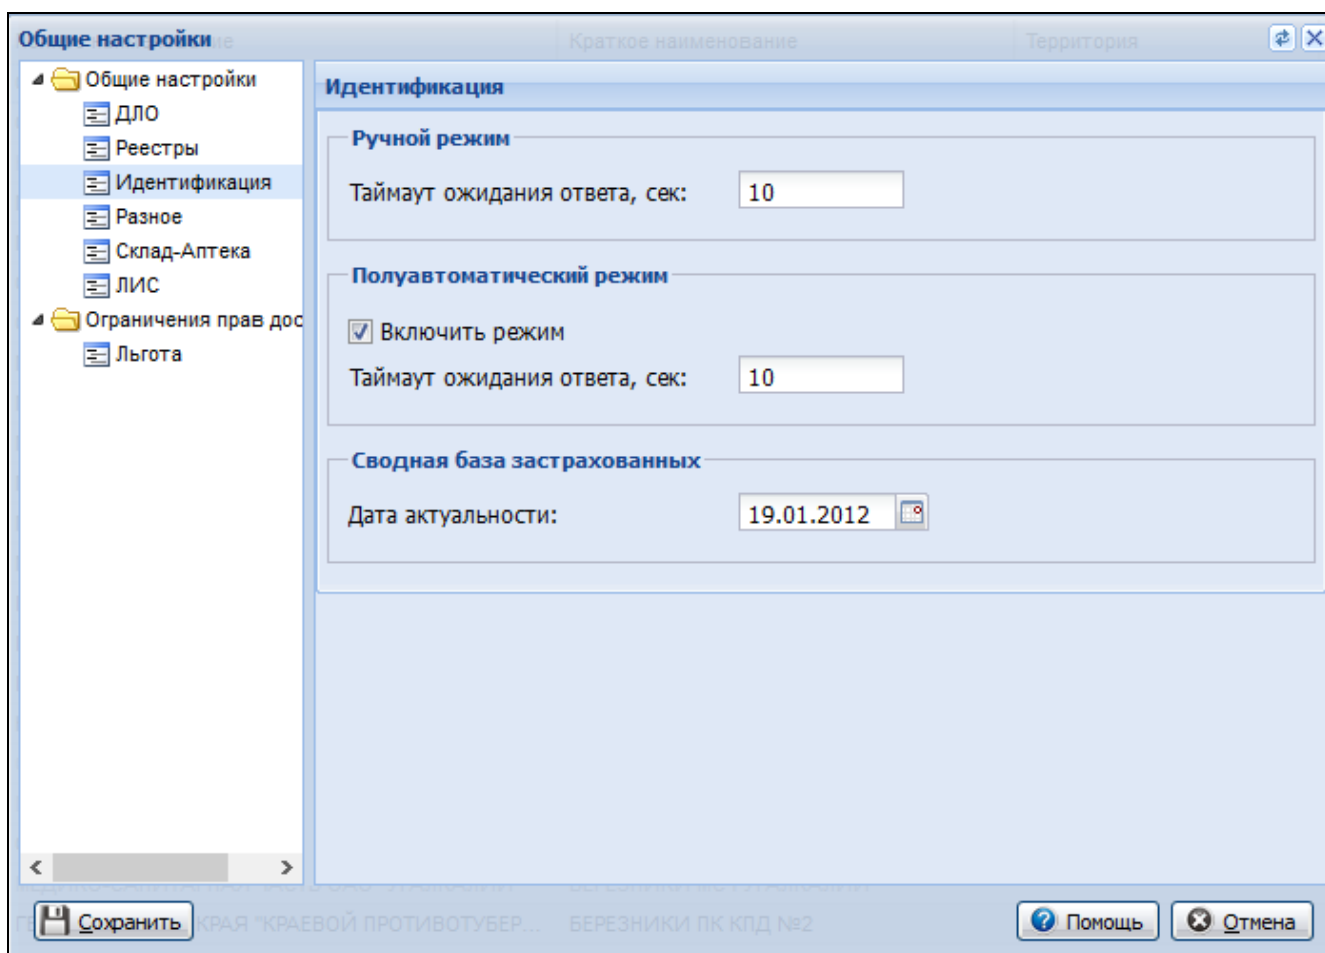 Общие настройки
Краткое наименование
Территория
Общие настройки
ДЛО
Реестры
Идентификация
Разное
Склад-Аптека
ЛИС
Ограничения прав дос
Льгота
Идентификация
Ручной режим
Таймаут ожидания ответа, сек: 10
Полуавтоматический режим
Включить режим
Таймаут ожидания ответа, сек: 10
Сводная база застрахованных
Дата актуальности: 19.01.2012
КРАЯ "КРАЕВОЙ ПРОТИВОТУБЕР... БЕРЕЗНИКИ ПК КПД №2
Сохранить
Помощь
Отмена